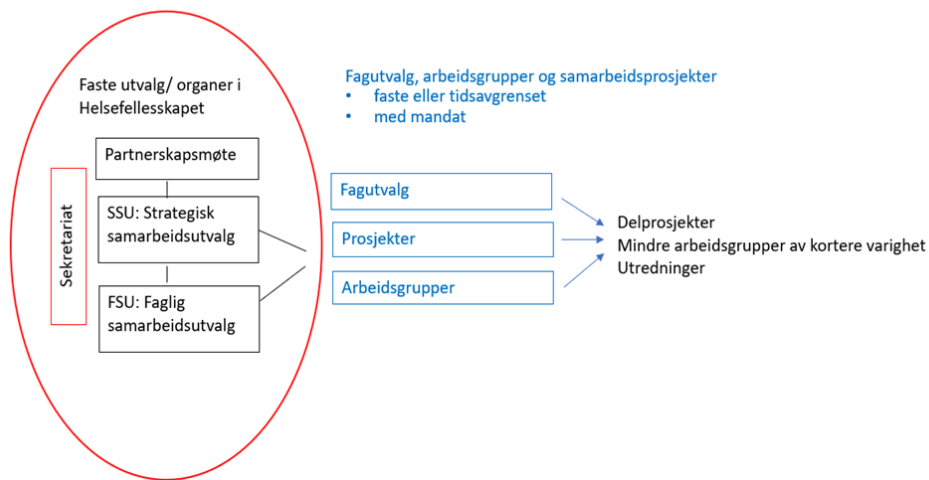 Faste utvalg/ organer i
Helsefellesskapet
Sekretariat
Partnerskapsmøte
SSU: Strategisk
samarbeidsutvalg
FSU: Faglig
samarbeidsutvalg
Fagutvalg, arbeidsgrupper og samarbeidsprosjekter
• faste eller tidsavgrenset
• med mandat
Fagutvalg
Prosjekter
Arbeidsgrupper
Delprosjekter
Mindre arbeidsgrupper av kortere varighet
Utredninger